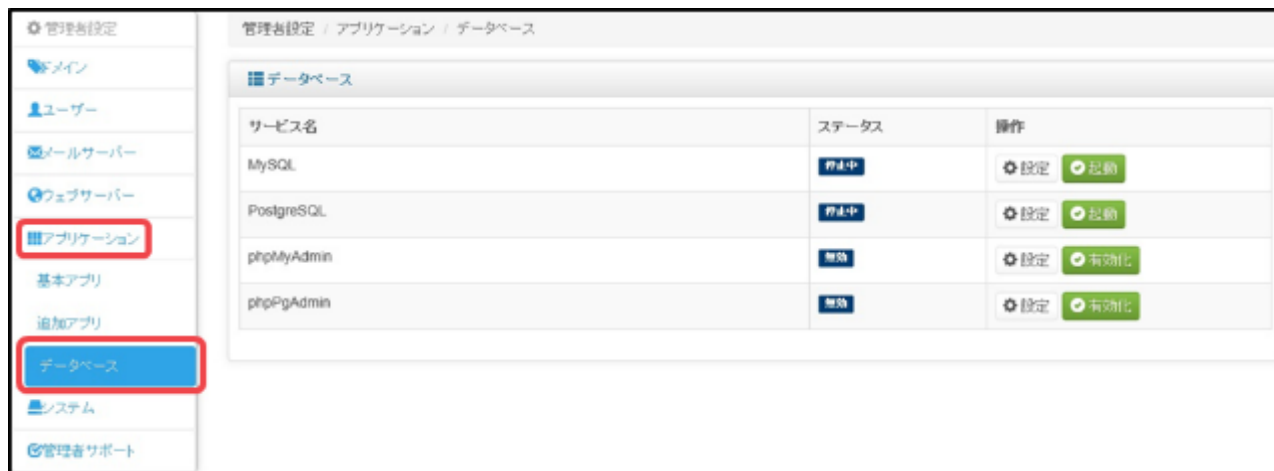 管理者設定
ドメイン
ユーザー
メールサーバー
ウェブサーバー
アプリケーション
基本アプリ
追加アプリ
データベース
システム
管理者サポート
管理者設定 / アプリケーション / データベース
データベース
サービス名 ステータス 操作
MySQL 停止中 設定 起動
PostgreSQL 停止中 設定 起動
phpMyAdmin 無効 設定 有効化
phpPgAdmin 無効 設定 有効化